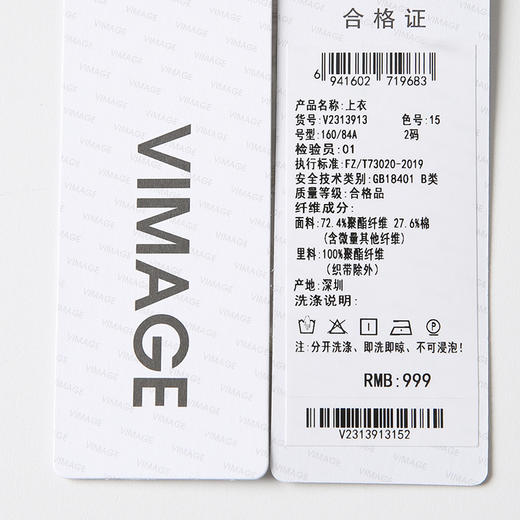 VIMAGE
合格证
6 941602 719683
产品名称:上衣
货号:V2313913 色号:15
号型:160/84A 2码
检验员:01
执行标准:FZ/T73020-2019
安全技术类别:GB18401 B类
质量等级:合格品
纤维成分:
面料:72.4%聚酯纤维 27.6%棉
(含微量其他纤维)
里料:100%聚酯纤维
(织带除外)
产地:深圳
洗涤说明:
注:分开洗涤、即洗即晾、不可浸泡!
RMB:999
V2313913152